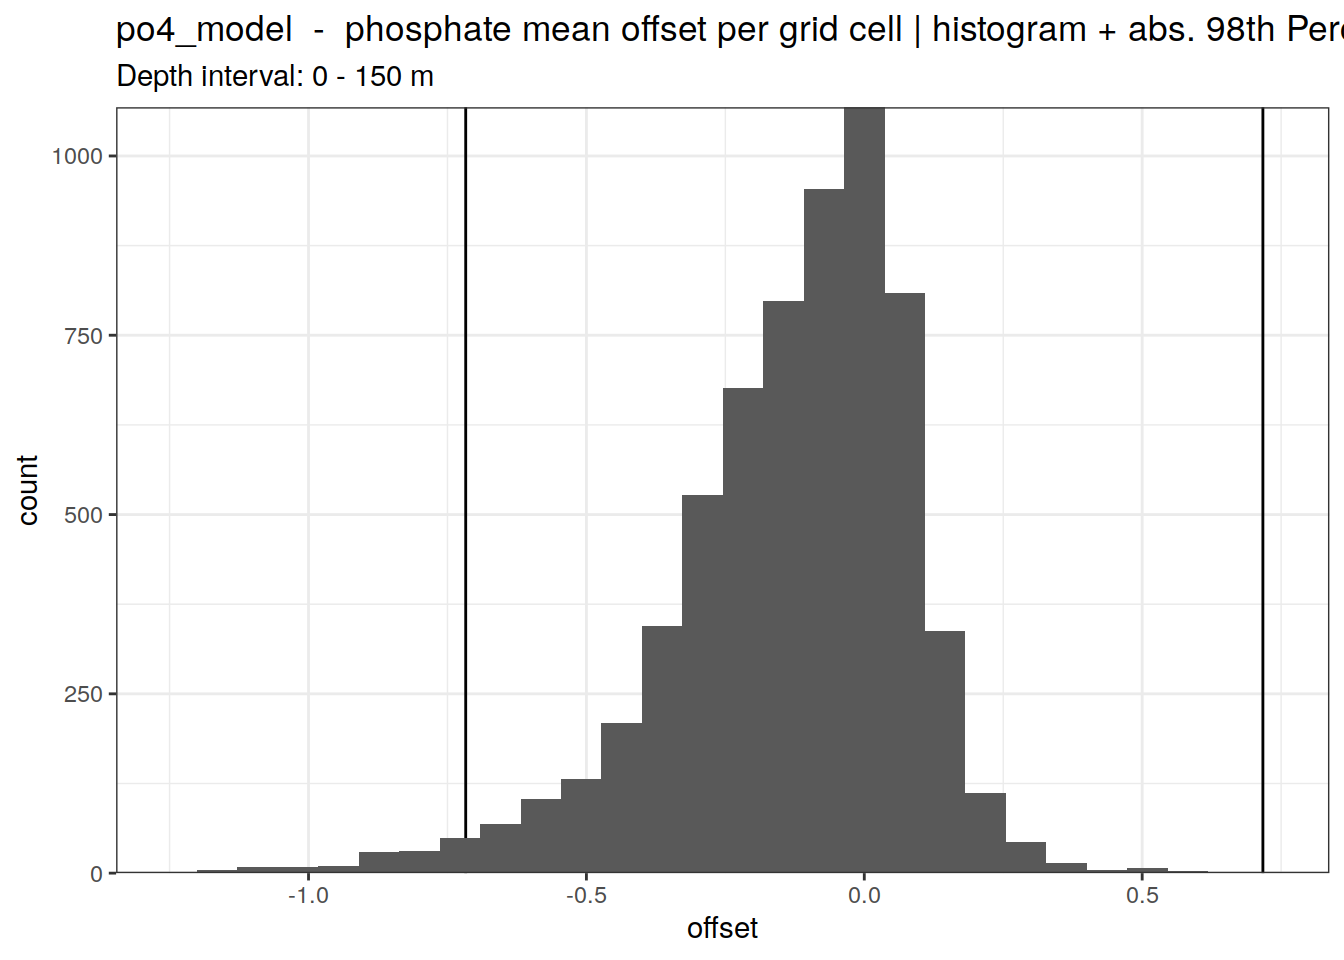 po4_model  -  phosphate mean offset per grid cell | histogram + abs. 98th
Depth interval: 0 - 150 m
1000
750
500
250
0
count
-1.0 -0.5 0.0 0.5
offset